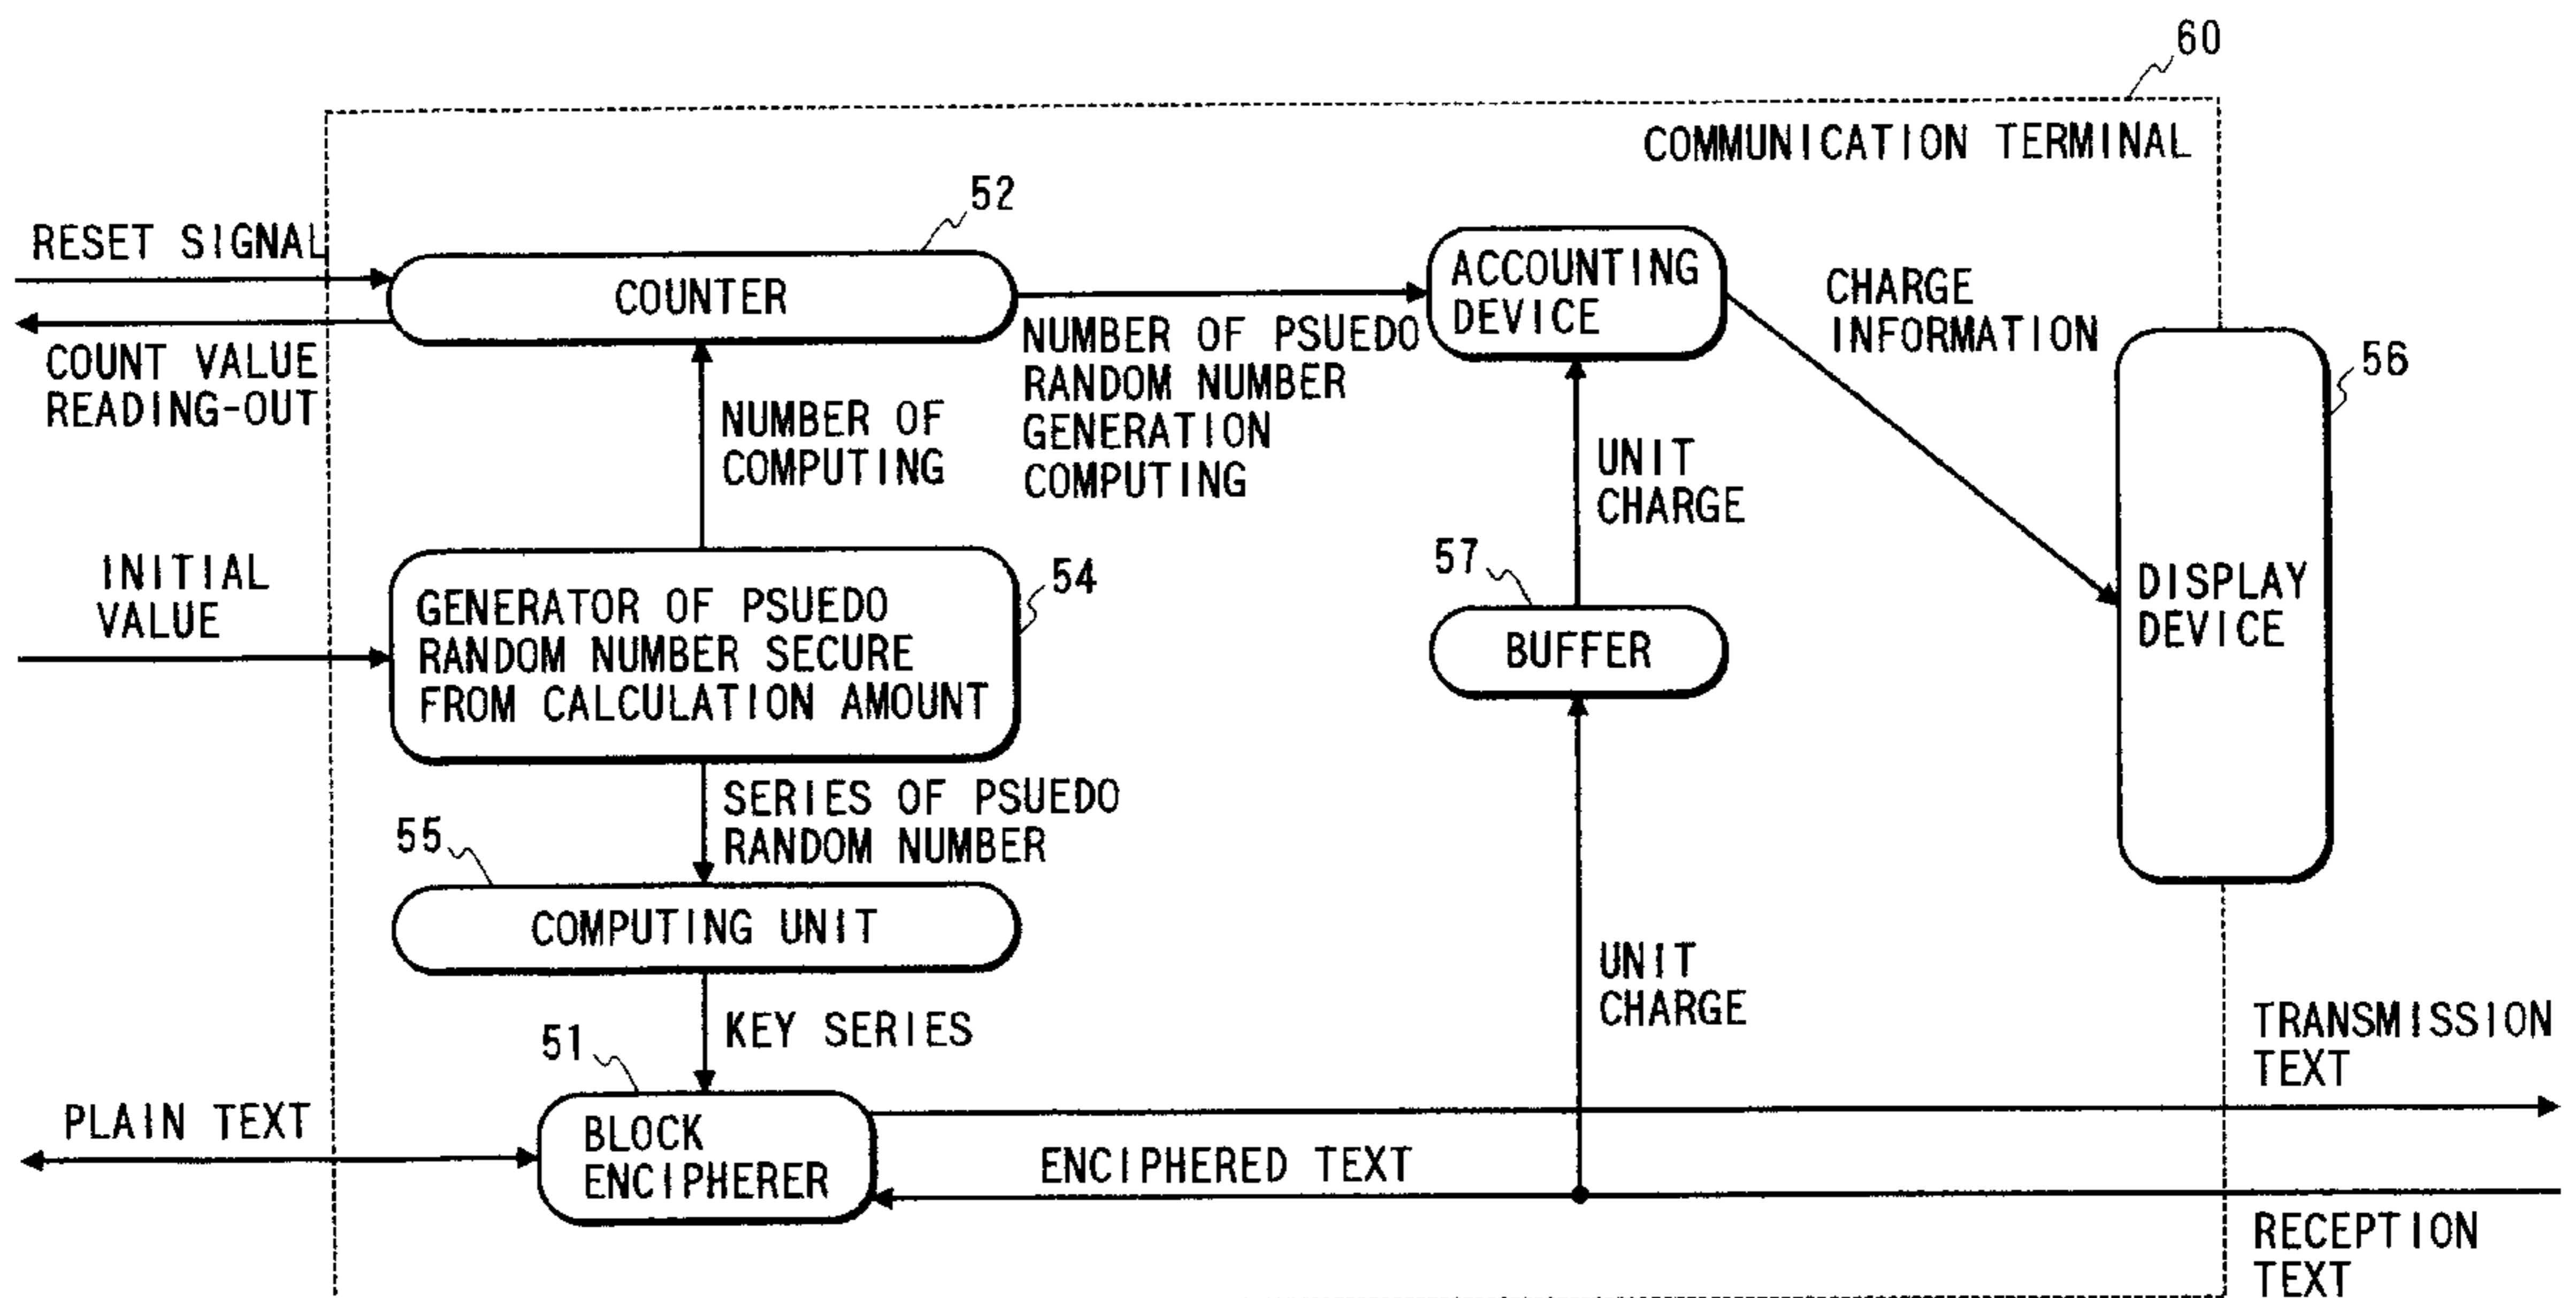 60
COMMUNICATION TERMINAL
52
RESET SIGNAL
COUNTER
ACCOUNTING
DEVICE
CHARGE
INFORMATION
COUNT VALUE
READING-OUT
NUMBER OF
COMPUTING
NUMBER OF PSUEDO
RANDOM NUMBER
GENERATION
COMPUTING
UNIT
CHARGE
56
INITIAL
VALUE
GENERATOR OF PSUEDO
RANDOM NUMBER SECURE
FROM CALCULATION AMOUNT
54
57
BUFFER
DISPLAY
DEVICE
SERIES OF PSUEDO
RANDOM NUMBER
55
COMPUTING UNIT
UNIT
CHARGE
KEY SERIES
51
TRANSMISSION
TEXT
PLAIN TEXT
BLOCK
ENCIPHERER
ENCIPHERED TEXT
RECEPTION
TEXT